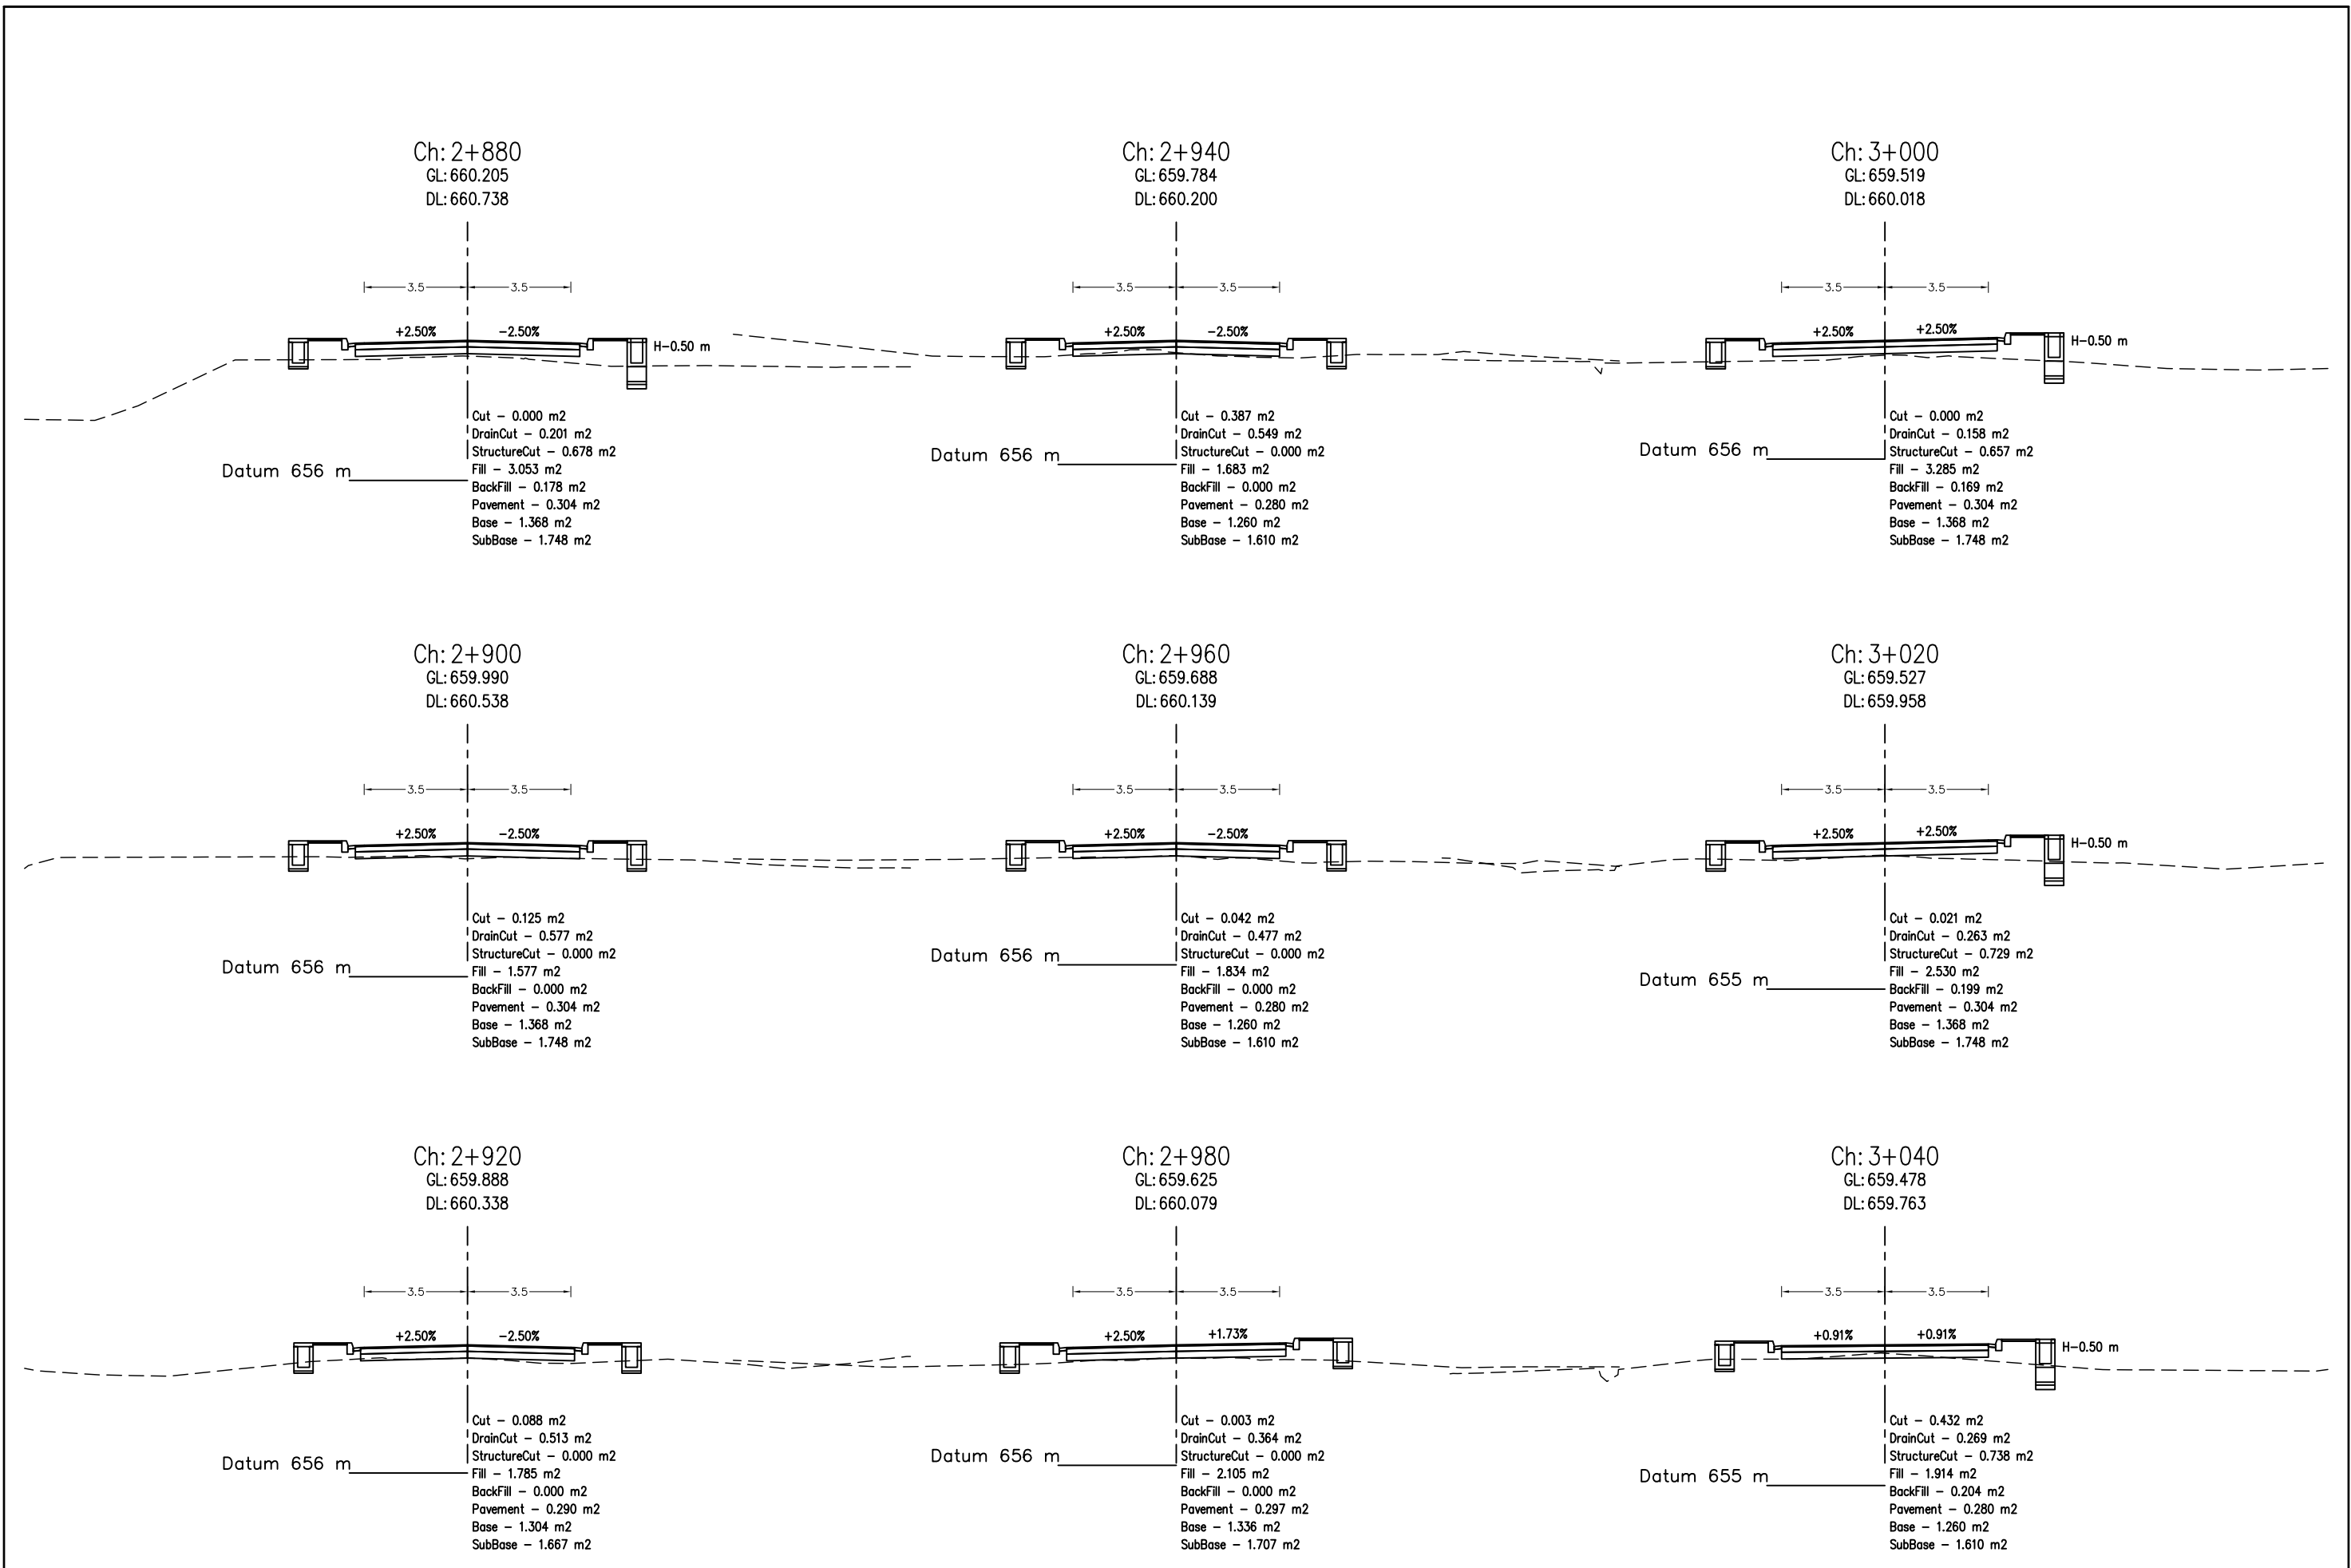 Ch: 2+880
GL: 660.205
DL: 660.738
3.5 3.5
+2.50% -2.50%
H-0.50 m
Datum 656 m
Cut - 0.000 m2
DrainCut - 0.201 m2
StructureCut - 0.678 m2
Fill - 3.053 m2
BackFill - 0.178 m2
Pavement - 0.304 m2
Base - 1.368 m2
SubBase - 1.748 m2
Ch: 2+940
GL: 659.784
DL: 660.200
3.5 3.5
+2.50% -2.50%
Datum 656 m
Cut - 0.387 m2
DrainCut - 0.549 m2
StructureCut - 0.000 m2
Fill - 1.683 m2
BackFill - 0.000 m2
Pavement - 0.280 m2
Base - 1.260 m2
SubBase - 1.610 m2
Ch: 3+000
GL: 659.519
DL: 660.018
3.5 3.5
+2.50% +2.50%
H-0.50 m
Datum 656 m
Cut - 0.000 m2
DrainCut - 0.158 m2
StructureCut - 0.657 m2
Fill - 3.285 m2
BackFill - 0.169 m2
Pavement - 0.304 m2
Base - 1.368 m2
SubBase - 1.748 m2
Ch: 2+900
GL: 659.990
DL: 660.538
3.5 3.5
+2.50% -2.50%
Datum 656 m
Cut - 0.125 m2
DrainCut - 0.577 m2
StructureCut - 0.000 m2
Fill - 1.577 m2
BackFill - 0.000 m2
Pavement - 0.304 m2
Base - 1.368 m2
SubBase - 1.748 m2
Ch: 2+960
GL: 659.688
DL: 660.139
3.5 3.5
+2.50% -2.50%
Datum 656 m
Cut - 0.042 m2
DrainCut - 0.477 m2
StructureCut - 0.000 m2
Fill - 1.834 m2
BackFill - 0.000 m2
Pavement - 0.280 m2
Base - 1.260 m2
SubBase - 1.610 m2
Ch: 3+020
GL: 659.527
DL: 659.958
3.5 3.5
+2.50% +2.50%
H-0.50 m
Datum 655 m
Cut - 0.021 m2
DrainCut - 0.263 m2
StructureCut - 0.729 m2
Fill - 2.530 m2
BackFill - 0.199 m2
Pavement - 0.304 m2
Base - 1.368 m2
SubBase - 1.748 m2
Ch: 2+920
GL: 659.888
DL: 660.338
3.5 3.5
+2.50% -2.50%
Datum 656 m
Cut - 0.088 m2
DrainCut - 0.513 m2
StructureCut - 0.000 m2
Fill - 1.785 m2
BackFill - 0.000 m2
Pavement - 0.290 m2
Base - 1.304 m2
SubBase - 1.667 m2
Ch: 2+980
GL: 659.625
DL: 660.079
3.5 3.5
+2.50% +1.73%
Datum 656 m
Cut - 0.003 m2
DrainCut - 0.364 m2
StructureCut - 0.000 m2
Fill - 2.105 m2
BackFill - 0.000 m2
Pavement - 0.297 m2
Base - 1.336 m2
SubBase - 1.707 m2
Ch: 3+040
GL: 659.478
DL: 659.763
3.5 3.5
+0.91% +0.91%
H-0.50 m
Datum 655 m
Cut - 0.432 m2
DrainCut - 0.269 m2
StructureCut - 0.738 m2
Fill - 1.914 m2
BackFill - 0.204 m2
Pavement - 0.280 m2
Base - 1.260 m2
SubBase - 1.610 m2